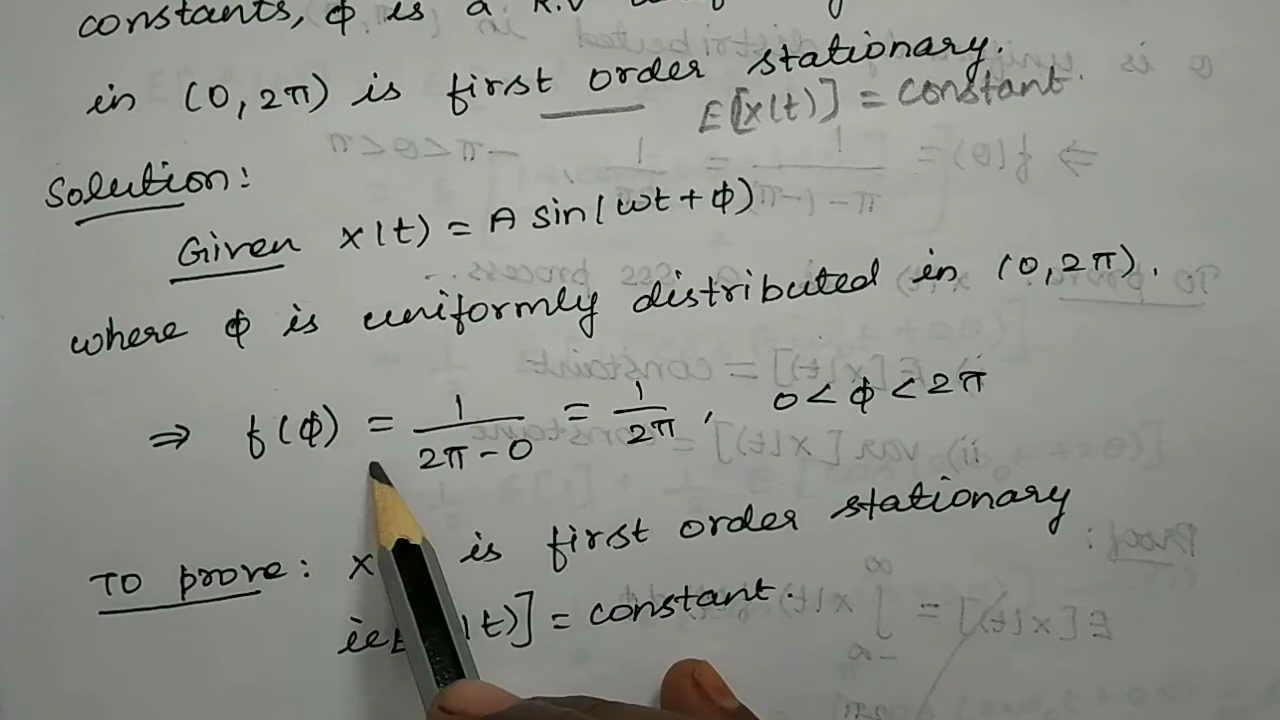 constants, φ is a R.V
in (0, 2π) is first order stationary.
E[X(t)] = constant.
Solution:
Given X(t) = A sin(ωt + φ)
where φ is uniformly distributed in (0, 2π).
⇒ f(φ) = 1/(2π - 0) = 1/2π, 0 < φ < 2π
To prove: X is first order stationary
ie E t)] = constant.